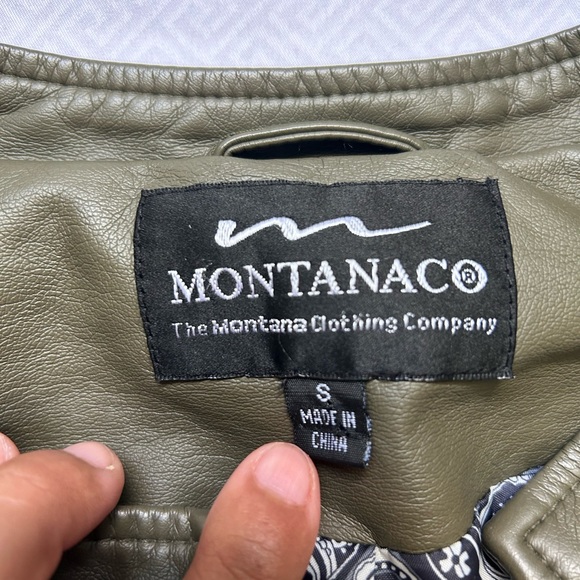 MONTANACO®
The Montana Clothing Company
S
MADE IN
CHINA